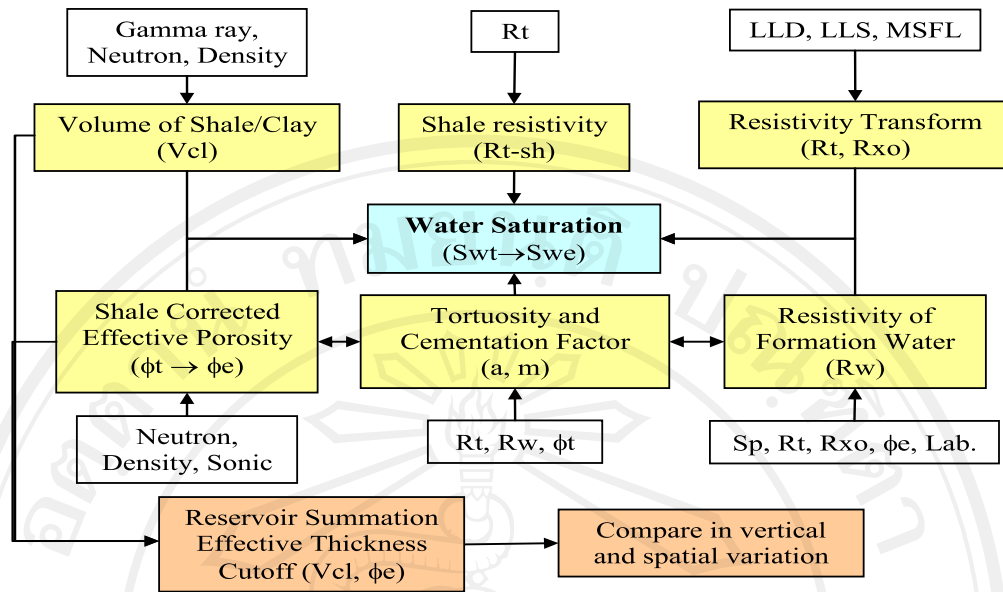 Gamma ray,
Neutron, Density
Rt
LLD, LLS, MSFL
Volume of Shale/Clay
(Vcl)
Shale resistivity
(Rt-sh)
Resistivity Transform
(Rt, Rxo)
Water Saturation
(Swt→Swe)
Shale Corrected
Effective Porosity
(ϕt → ϕe)
Tortuosity and
Cementation Factor
(a, m)
Resistivity of
Formation Water
(Rw)
Neutron,
Density, Sonic
Rt, Rw, ϕt
Sp, Rt, Rxo, ϕe, Lab.
Reservoir Summation
Effective Thickness
Cutoff (Vcl, ϕe)
Compare in vertical
and spatial variation